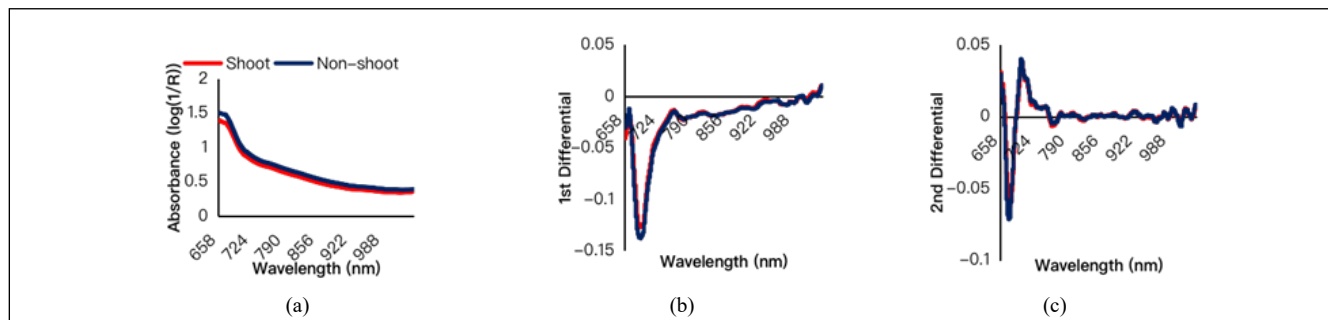 Shoot
Non-shoot
Absorbance (log(1/R))
2
1.5
1
0.5
0
658
724
790
856
922
988
Wavelength (nm)
(a)
0.05
0
−0.05
−0.1
−0.15
1st Differential
658
724
790
856
922
988
Wavelength (nm)
(b)
0.05
0
−0.05
−0.1
2nd Differential
658
724
790
856
922
988
Wavelength (nm)
(c)